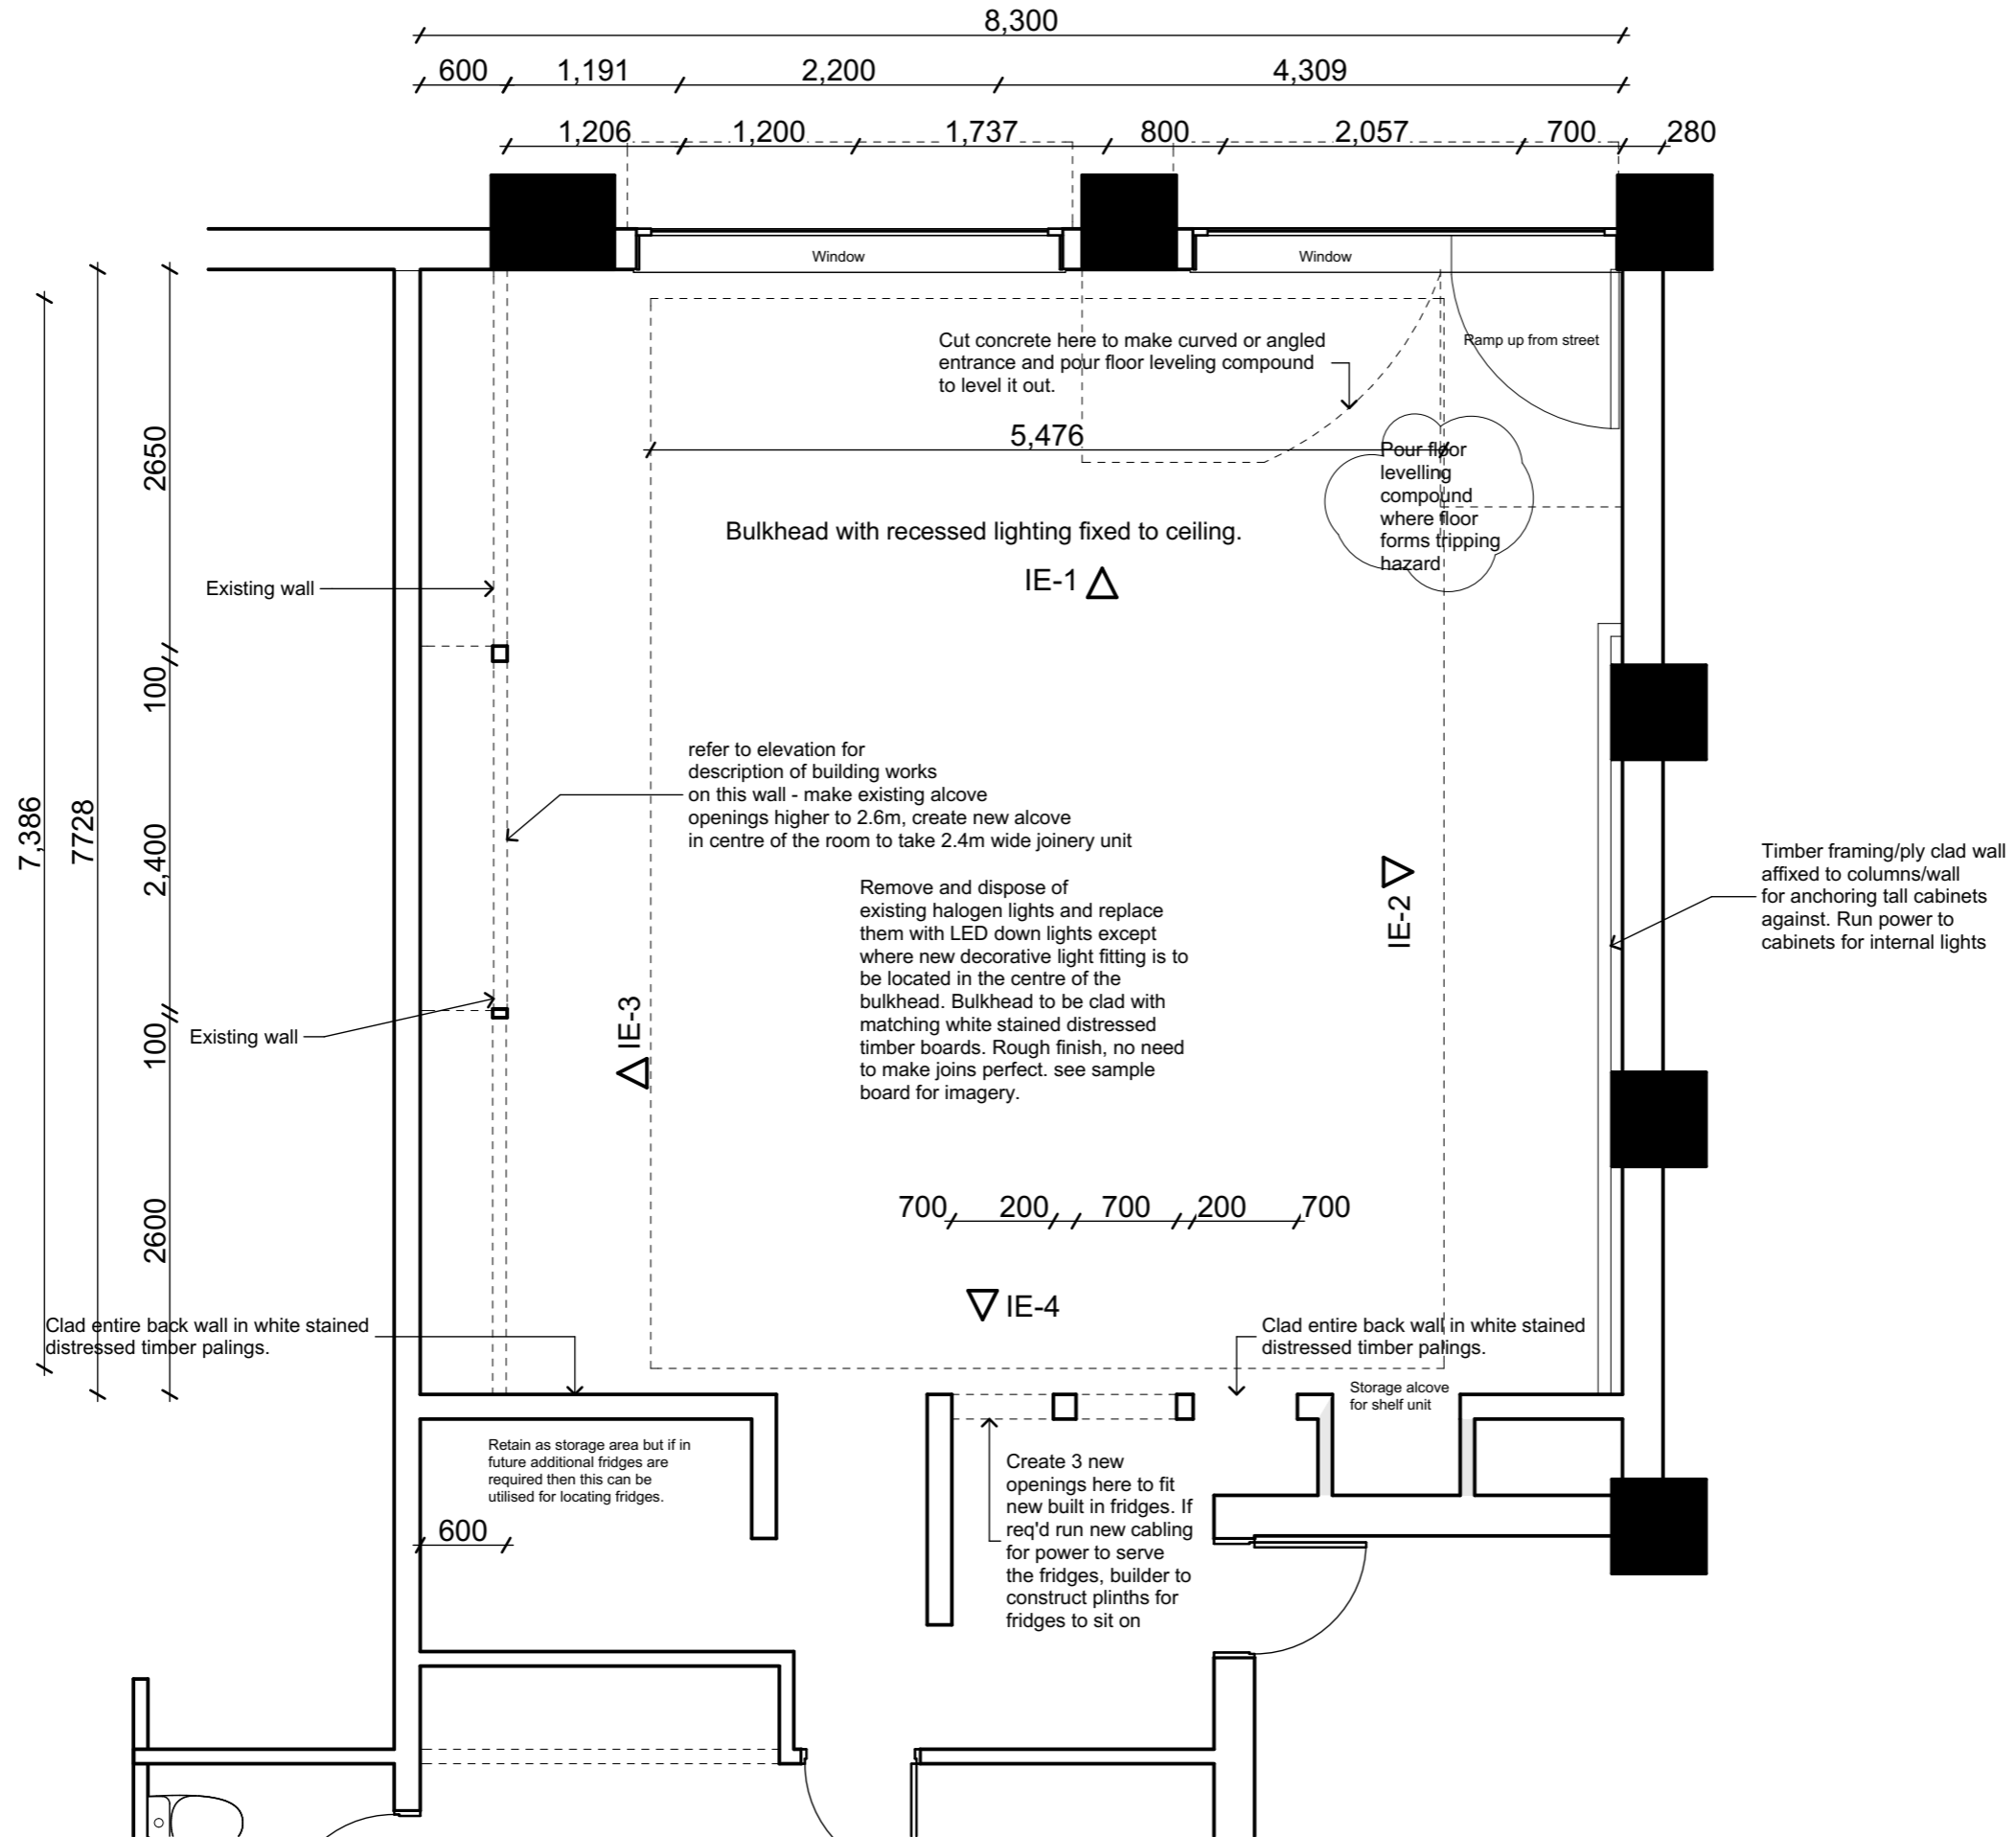 8,300
600
1,191
2,200
4,309
1,206
1,200
1,737
800
2,057
700
280
Window
Window
Cut concrete here to make curved or angled
entrance and pour floor leveling compound
to level it out.
Ramp up from street
5,476
Pour floor
levelling
compound
where floor
forms tripping
hazard
Bulkhead with recessed lighting fixed to ceiling.
IE-1
Existing wall
2650
100
2,400
100
2600
7728
7,386
refer to elevation for
description of building works
on this wall - make existing alcove
openings higher to 2.6m, create new alcove
in centre of the room to take 2.4m wide joinery unit
Remove and dispose of
existing halogen lights and replace
them with LED down lights except
where new decorative light fitting is to
be located in the centre of the
bulkhead. Bulkhead to be clad with
matching white stained distressed
timber boards. Rough finish, no need
to make joins perfect. see sample
board for imagery.
IE-2
Timber framing/ply clad wall
affixed to columns/wall
for anchoring tall cabinets
against. Run power to
cabinets for internal lights
IE-3
Existing wall
700
200
700
200
700
IE-4
Clad entire back wall in white stained
distressed timber palings.
Clad entire back wall in white stained
distressed timber palings.
Storage alcove
for shelf unit
Retain as storage area but if in
future additional fridges are
required then this can be
utilised for locating fridges.
600
Create 3 new
openings here to fit
new built in fridges. If
req'd run new cabling
for power to serve
the fridges, builder to
construct plinths for
fridges to sit on